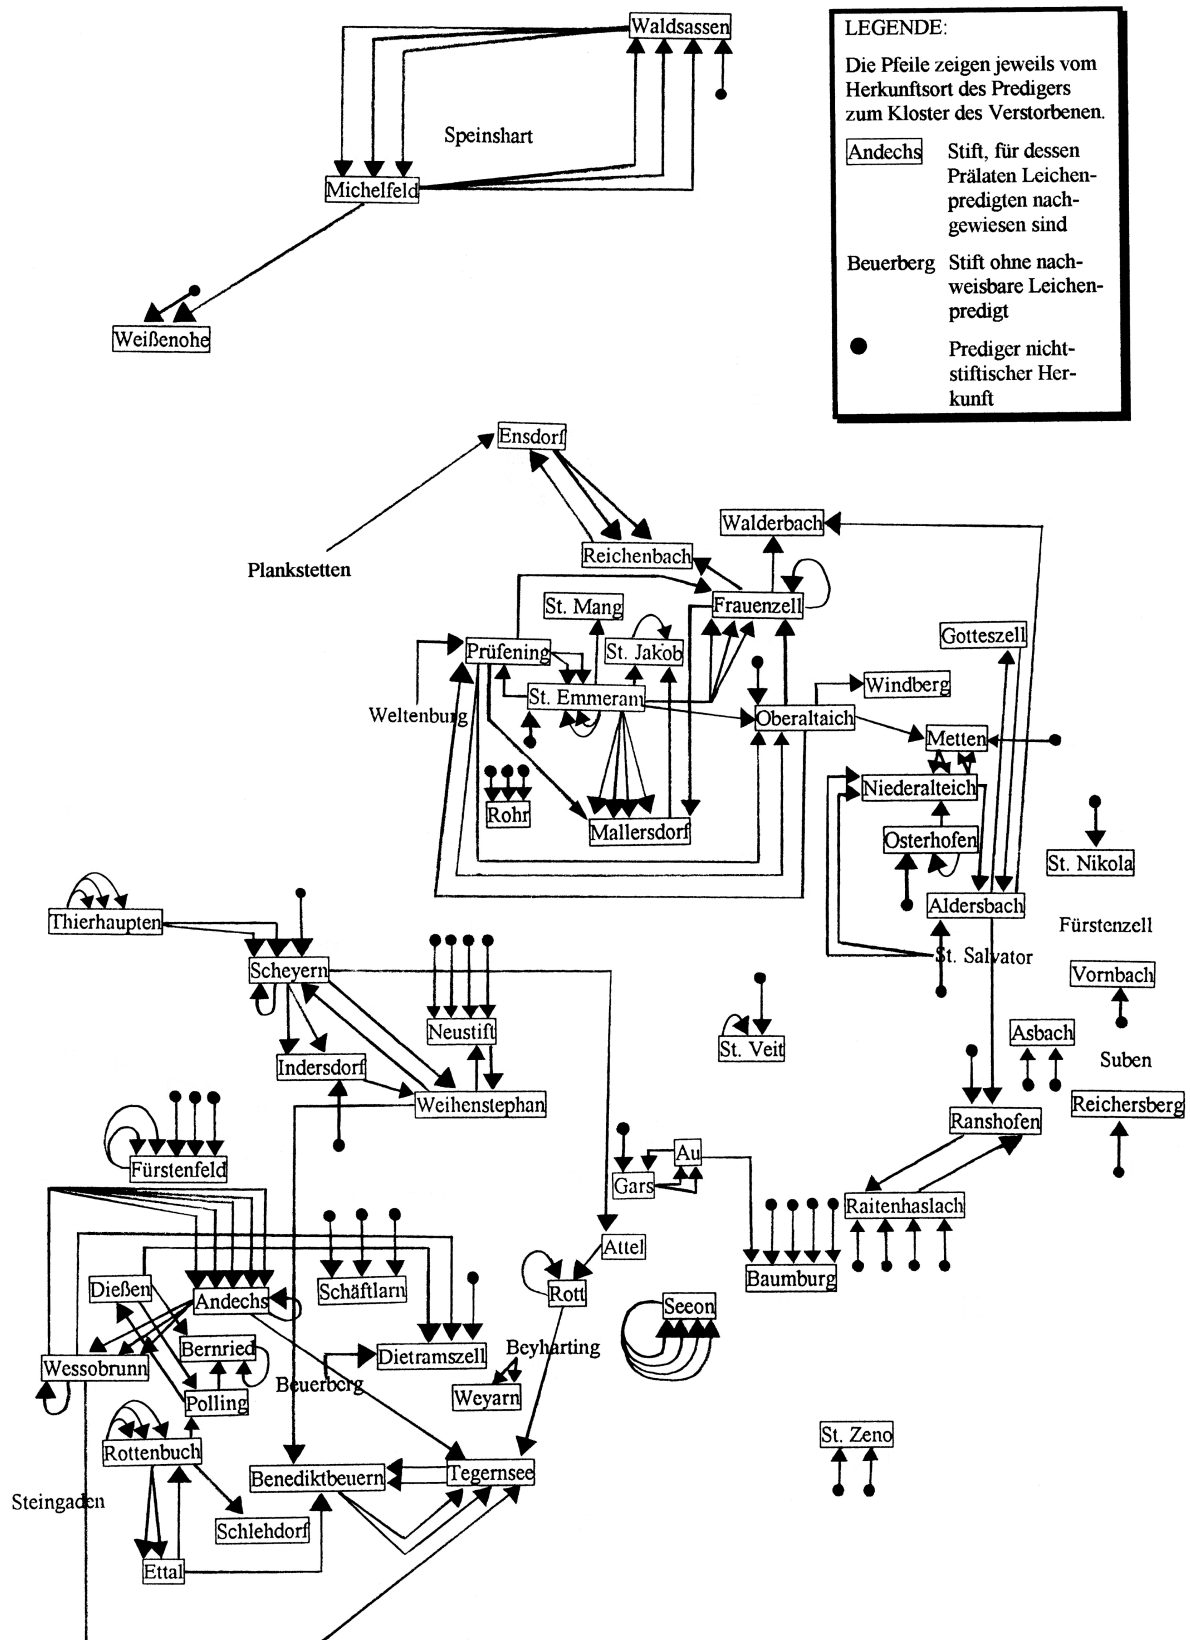 Waldsassen
LEGENDE:
Die Pfeile zeigen jeweils vom
Herkunftsort des Predigers
zum Kloster des Verstorbenen.
Andechs
Stift, für dessen
Prälaten Leichen-
predigten nach-
gewiesen sind
Beuerberg
Stift ohne nach-
weisbare Leichen-
predigt
Prediger nicht-
stiftischer Her-
kunft
Speinshart
Michelfeld
Weißenohe
Ensdorf
Walderbach
Reichenbach
Plankstetten
St. Mang
Frauenzell
Gotteszell
Prüfening
St. Jakob
Windberg
St. Emmeram
Weltenburg
Oberaltaich
Metten
Niederalteich
Rohr
Mallersdorf
Osterhofen
St. Nikola
Aldersbach
Thierhaupten
Fürstenzell
St. Salvator
Scheyern
Vornbach
Neustift
Asbach
St. Veit
Suben
Indersdorf
Weihenstephan
Reichersberg
Ranshofen
Au
Fürstenfeld
Gars
Raitenhaslach
Attel
Baumburg
Dießen
Schäftlarn
Andechs
Rott
Seeon
Bernried
Beyharting
Dietramszell
Wessobrunn
Beuerberg
Weyarn
Polling
St. Zeno
Rottenbuch
Benediktbeuern
Tegernsee
Steingaden
Schlehdorf
Ettal